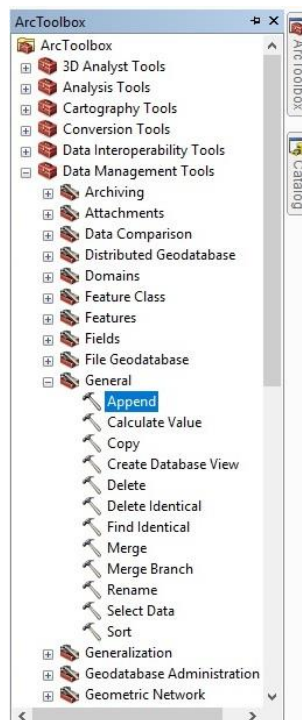 ArcToolbox
ArcToolbox
3D Analyst Tools
Analysis Tools
Cartography Tools
Conversion Tools
Data Interoperability Tools
Data Management Tools
Archiving
Attachments
Data Comparison
Distributed Geodatabase
Domains
Feature Class
Features
Fields
File Geodatabase
General
Append
Calculate Value
Copy
Create Database View
Delete
Delete Identical
Find Identical
Merge
Merge Branch
Rename
Select Data
Sort
Generalization
Geodatabase Administration
Geometric Network
ArcToolbox
Catalog